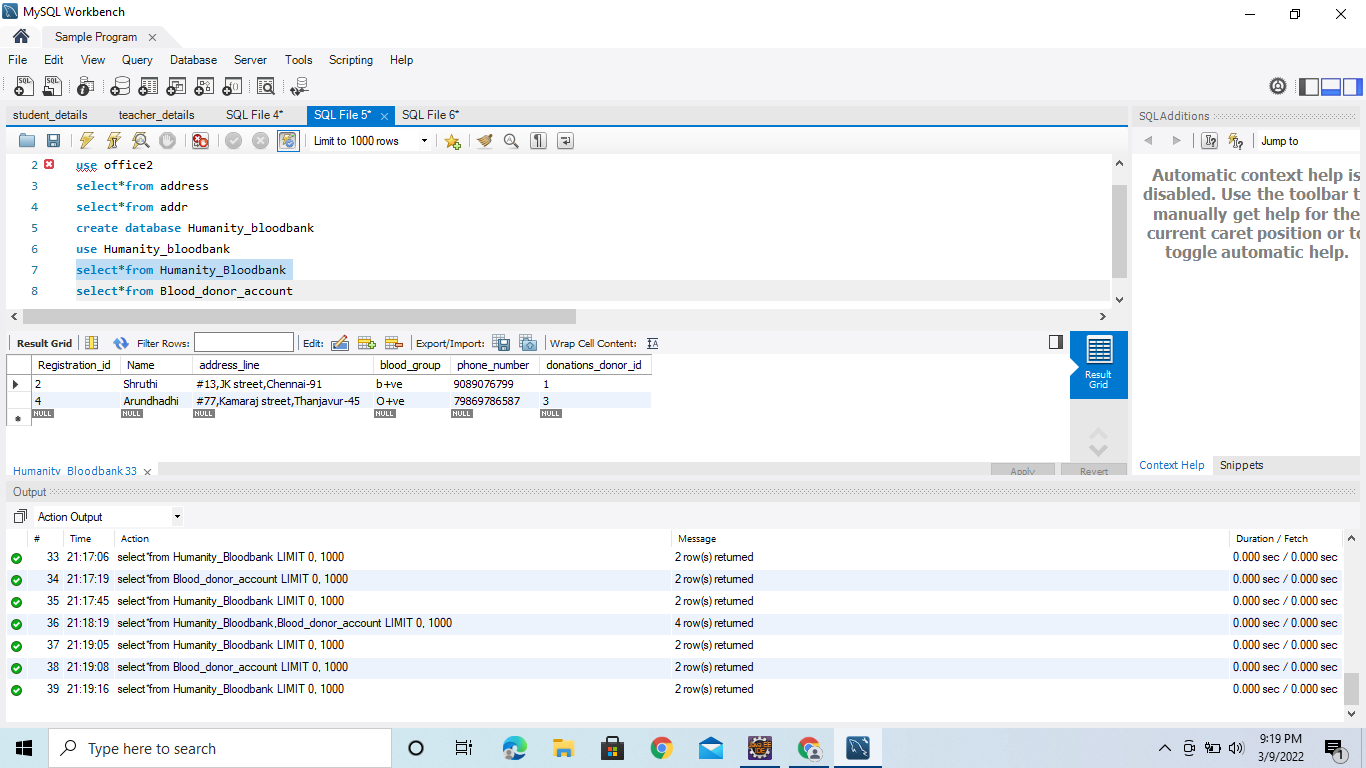 MySQL Workbench
Sample Program
File Edit View Query Database Server Tools Scripting Help
student_details teacher_details SQL File 4* SQL File 5* SQL File 6*
SQLAdditions
Limit to 1000 rows
Jump to
2 use office2
3 select*from address
4 select*from addr
5 create database Humanity_bloodbank
6 use Humanity_bloodbank
7 select*from Humanity_Bloodbank
8 select*from Blood_donor_account
Automatic context help is
disabled. Use the toolbar t
manually get help for the
current caret position or to
toggle automatic help.
Result Grid Filter Rows: Edit: Export/Import: Wrap Cell Content:
Registration_id Name address_line blood_group phone_number donations_donor_id
2 Shruthi #13,JK street,Chennai-91 b+ve 9089076799 1
4 Arundhadhi #77,Kamaraj street,Thanjavur-45 O+ve 79869786587 3
NULL NULL NULL NULL NULL NULL
Result
Grid
Humanity_Bloodbank 33
Apply Revert
Context Help Snippets
Output
Action Output
# Time Action Message Duration / Fetch
33 21:17:06 select*from Humanity_Bloodbank LIMIT 0, 1000 2 row(s) returned 0.000 sec / 0.000 sec
34 21:17:19 select*from Blood_donor_account LIMIT 0, 1000 2 row(s) returned 0.000 sec / 0.000 sec
35 21:17:45 select*from Humanity_Bloodbank LIMIT 0, 1000 2 row(s) returned 0.000 sec / 0.000 sec
36 21:18:19 select*from Humanity_Bloodbank,Blood_donor_account LIMIT 0, 1000 4 row(s) returned 0.000 sec / 0.000 sec
37 21:19:05 select*from Humanity_Bloodbank LIMIT 0, 1000 2 row(s) returned 0.000 sec / 0.000 sec
38 21:19:08 select*from Blood_donor_account LIMIT 0, 1000 2 row(s) returned 0.000 sec / 0.000 sec
39 21:19:16 select*from Humanity_Bloodbank LIMIT 0, 1000 2 row(s) returned 0.000 sec / 0.000 sec
Type here to search
9:19 PM
3/9/2022
1